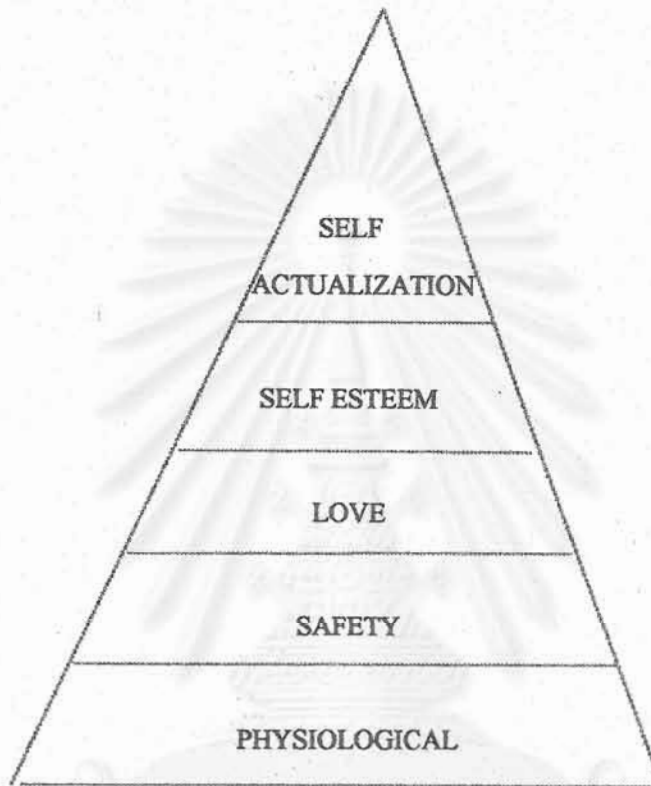 SELF
ACTUALIZATION
SELF ESTEEM
LOVE
SAFETY
PHYSIOLOGICAL